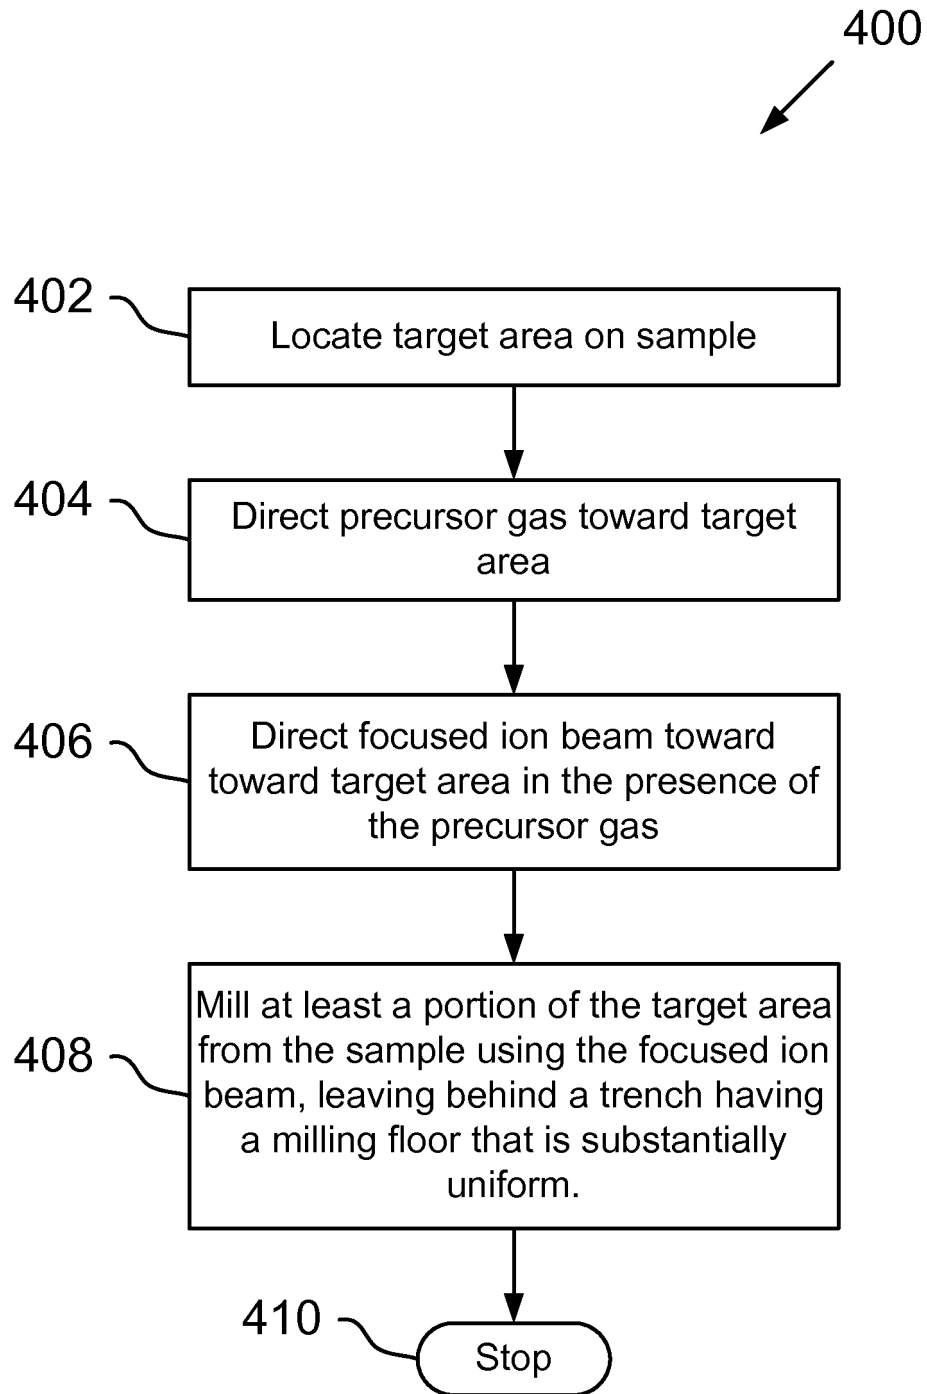 400
402
Locate target area on sample
404
Direct precursor gas toward target
area
406
Direct focused ion beam toward
toward target area in the presence of
the precursor gas
408
Mill at least a portion of the target area
from the sample using the focused ion
beam, leaving behind a trench having
a milling floor that is substantially
uniform.
410
Stop